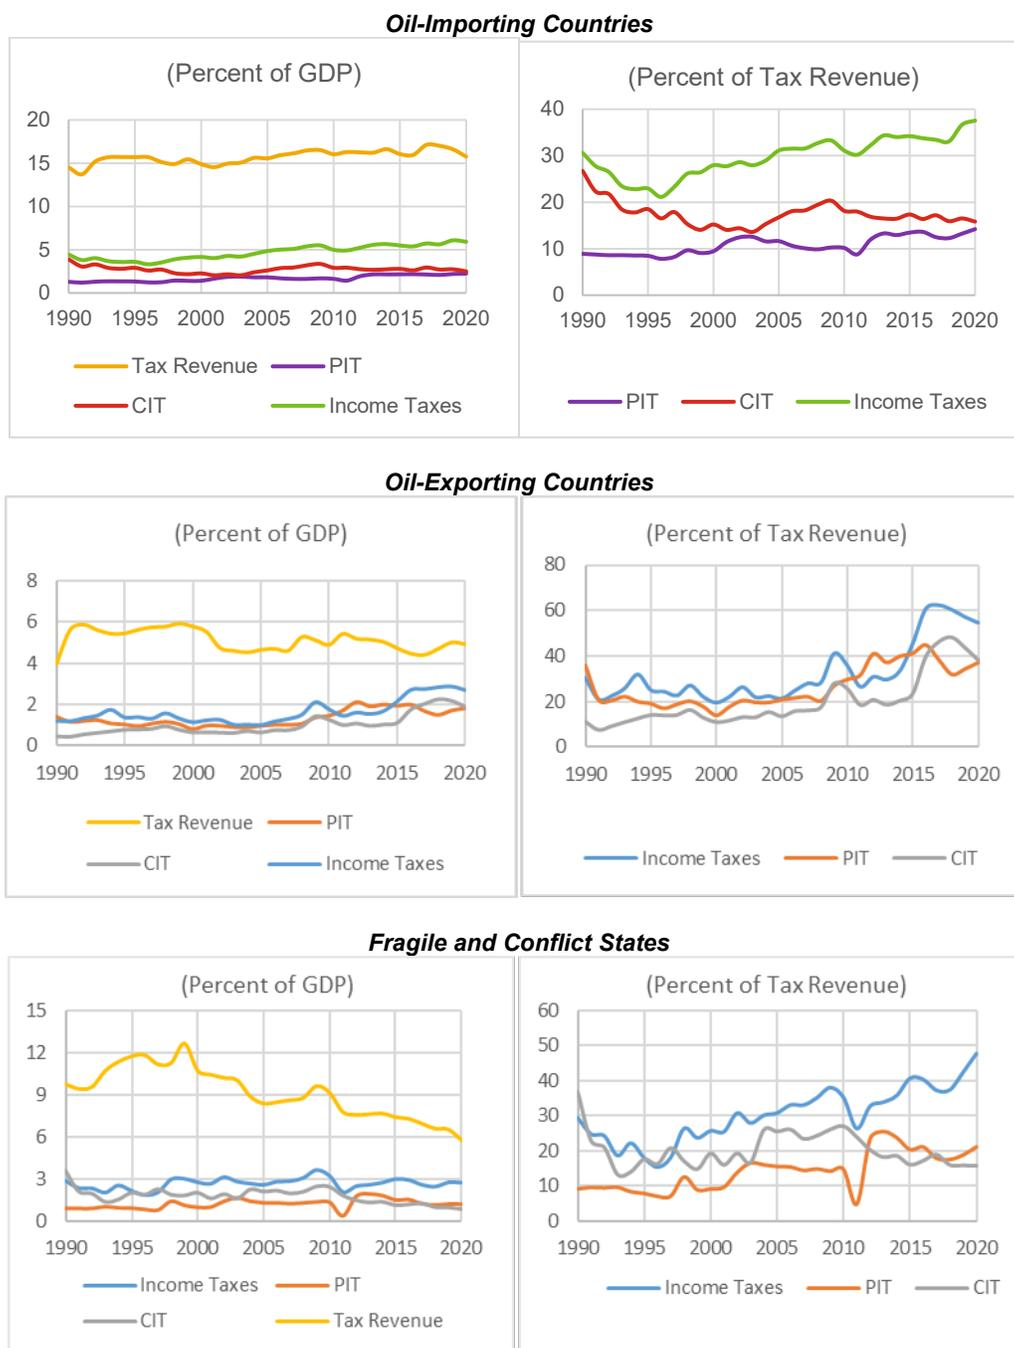 Oil-Importing Countries
(Percent of GDP)
20
15
10
5
0
1990 1995 2000 2005 2010 2015 2020
Tax Revenue PIT
CIT Income Taxes
(Percent of Tax Revenue)
40
30
20
10
0
1990 1995 2000 2005 2010 2015 2020
PIT CIT Income Taxes
Oil-Exporting Countries
(Percent of GDP)
8
6
4
2
0
1990 1995 2000 2005 2010 2015 2020
Tax Revenue PIT
CIT Income Taxes
(Percent of Tax Revenue)
80
60
40
20
0
1990 1995 2000 2005 2010 2015 2020
Income Taxes PIT CIT
Fragile and Conflict States
(Percent of GDP)
15
12
9
6
3
0
1990 1995 2000 2005 2010 2015 2020
Income Taxes PIT
CIT Tax Revenue
(Percent of Tax Revenue)
60
50
40
30
20
10
0
1990 1995 2000 2005 2010 2015 2020
Income Taxes PIT CIT